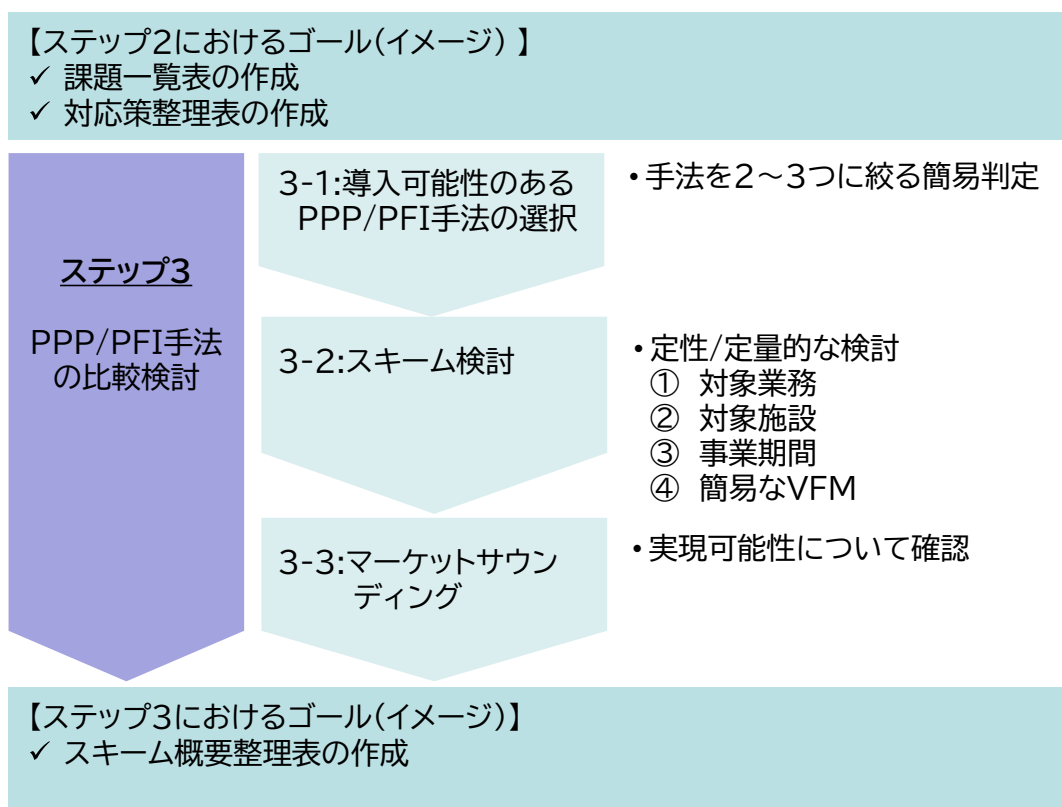 【ステップ2におけるゴール(イメージ) 】
✓ 課題一覧表の作成
✓ 対応策整理表の作成
ステップ3
PPP/PFI手法
の比較検討
3-1:導入可能性のある
PPP/PFI手法の選択
・手法を2~3つに絞る簡易判定
3-2:スキーム検討
・定性/定量的な検討
① 対象業務
② 対象施設
③ 事業期間
④ 簡易なVFM
3-3:マーケットサウン
ディング
・実現可能性について確認
【ステップ3におけるゴール(イメージ)】
✓ スキーム概要整理表の作成